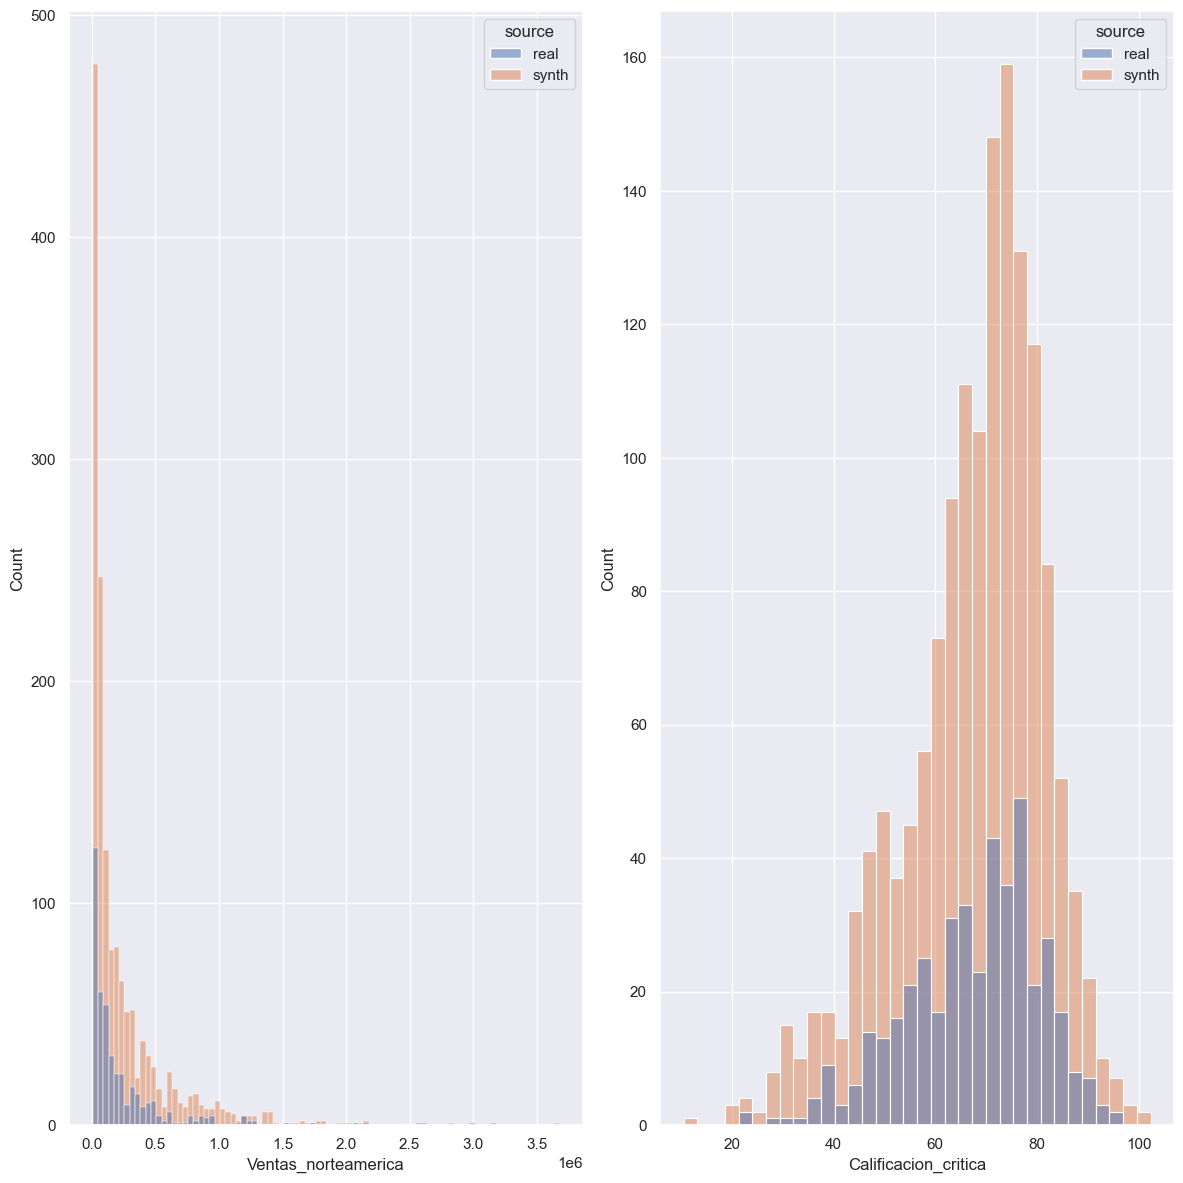 500
400
300
200
100
0
Count
source
real
synth
0.0 0.5 1.0 1.5 2.0 2.5 3.0 3.5
1e6
Ventas_norteamerica
160
140
120
100
80
60
40
20
0
Count
source
real
synth
20 40 60 80 100
Calificacion_critica